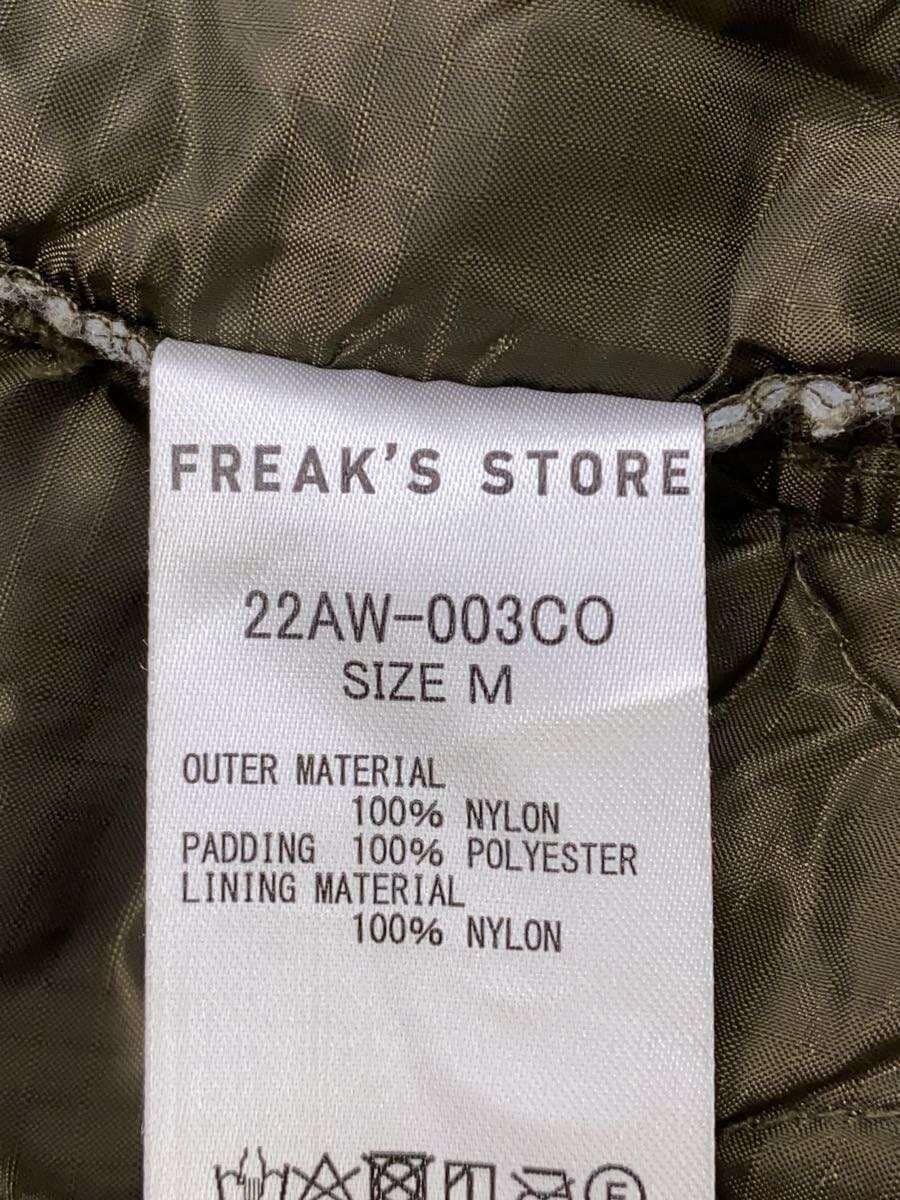 FREAK'S STORE
22AW-003CO
SIZE M
OUTER MATERIAL
100% NYLON
PADDING 100% POLYESTER
LINING MATERIAL
100% NYLON